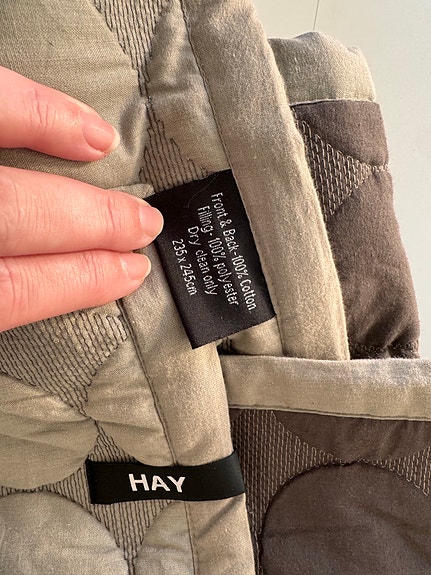 Front & Back-100% Cotton.
Filling- 100% polyester
Dry clean only
235 x 245cm
HAY